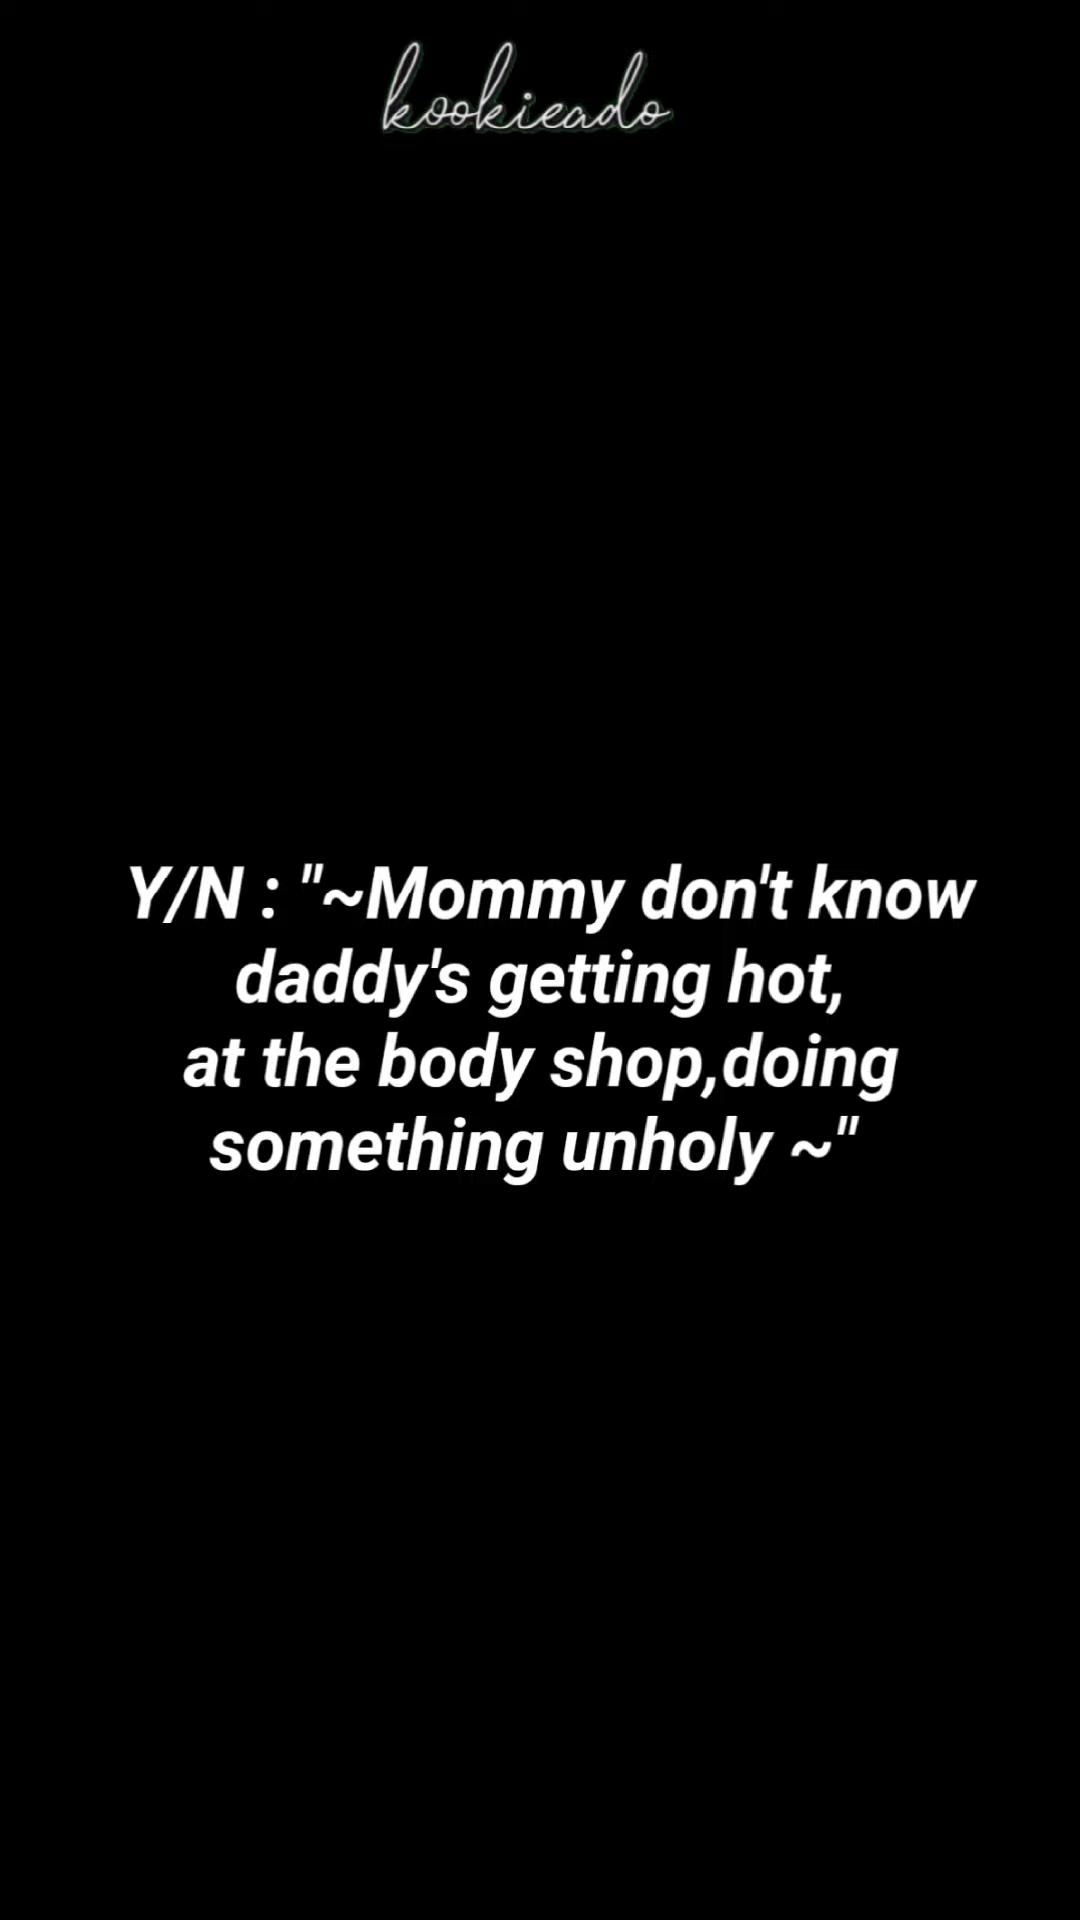 kookieado
Y/N : "~Mommy don't know
daddy's getting hot,
at the body shop,doing
something unholy ~"